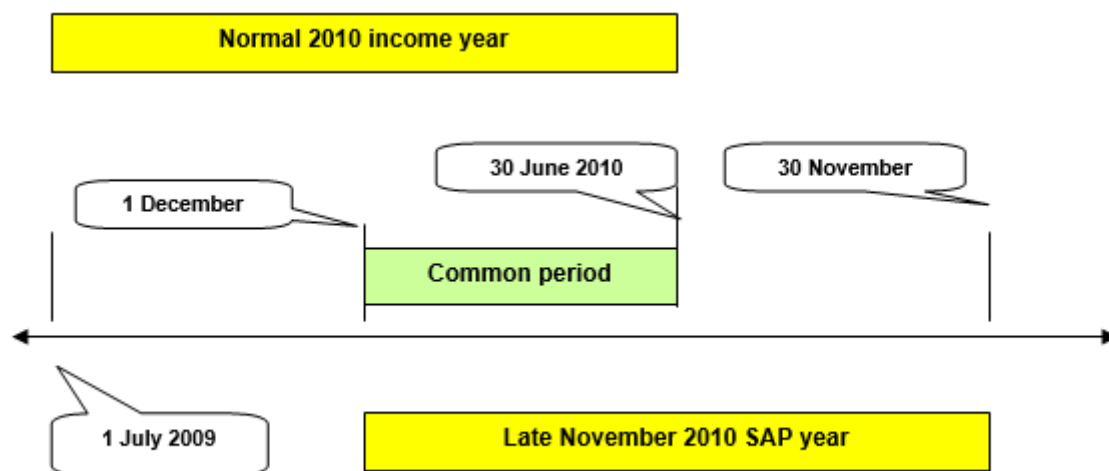 Normal 2010 income year
30 June 2010
30 November
1 December
Common period
1 July 2009
Late November 2010 SAP year